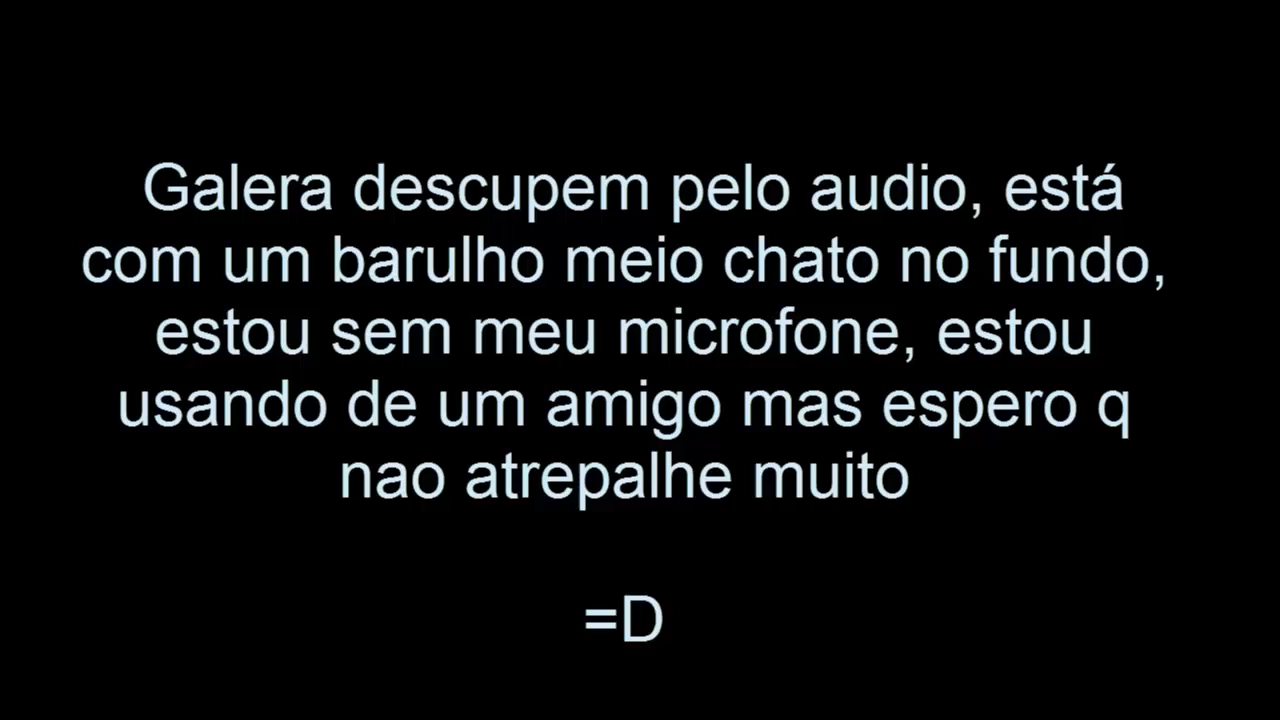 Galera descupem pelo audio, está
com um barulho meio chato no fundo,
estou sem meu microfone, estou
usando de um amigo mas espero q
nao atrepalhe muito
=D